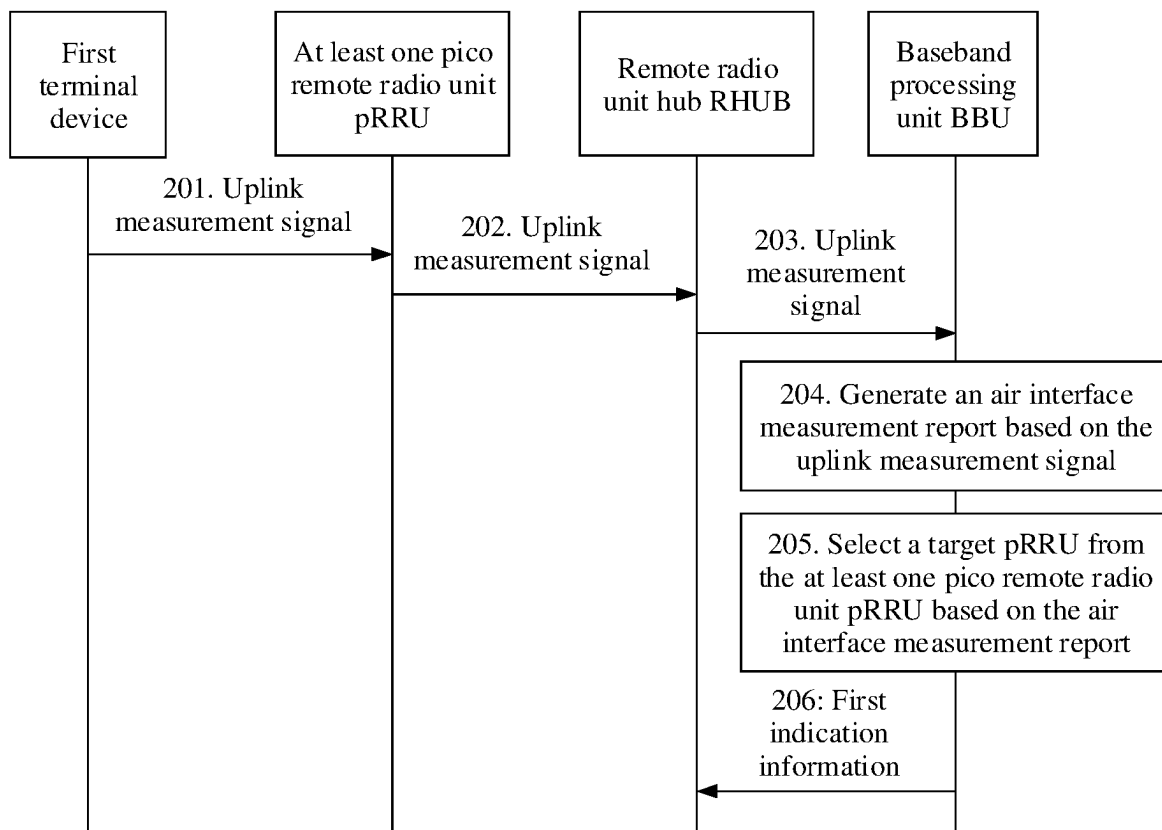 First
terminal
device
At least one pico
remote radio unit
pRRU
Remote radio
unit hub RHUB
Baseband
processing
unit BBU
201. Uplink
measurement signal
202. Uplink
measurement signal
203. Uplink
measurement
signal
204. Generate an air interface
measurement report based on the
uplink measurement signal
205. Select a target pRRU from
the at least one pico remote radio
unit pRRU based on the air
interface measurement report
206: First
indication
information